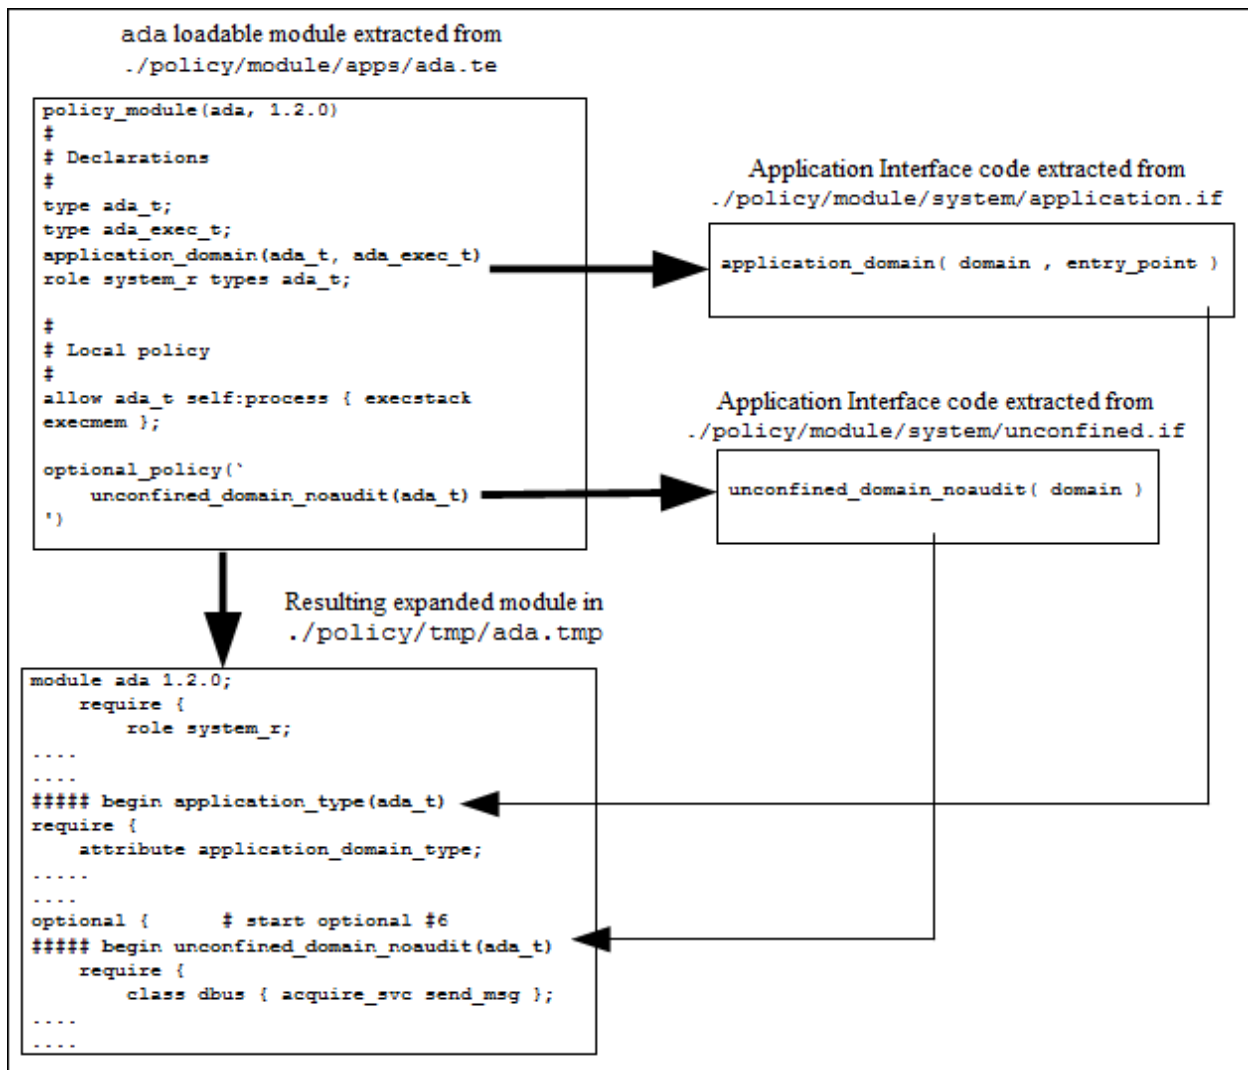 ada loadable module extracted from
./policy/module/apps/ada.te
policy_module(ada, 1.2.0)
#
# Declarations
#
type ada_t;
type ada_exec_t;
application_domain(ada_t, ada_exec_t)
role system_r types ada_t;
#
# Local policy
#
allow ada_t self:process { execstack
execmem };
optional_policy(`
unconfined_domain_noaudit(ada_t)
')
Application Interface code extracted from
./policy/module/system/application.if
application_domain( domain , entry_point )
Application Interface code extracted from
./policy/module/system/unconfined.if
unconfined_domain_noaudit( domain )
Resulting expanded module in
./policy/tmp/ada.tmp
module ada 1.2.0;
require {
role system_r;
....
....
##### begin application_type(ada_t)
require {
attribute application_domain_type;
.....
....
optional { # start optional #6
##### begin unconfined_domain_noaudit(ada_t)
require {
class dbus { acquire_svc send_msg };
....
....